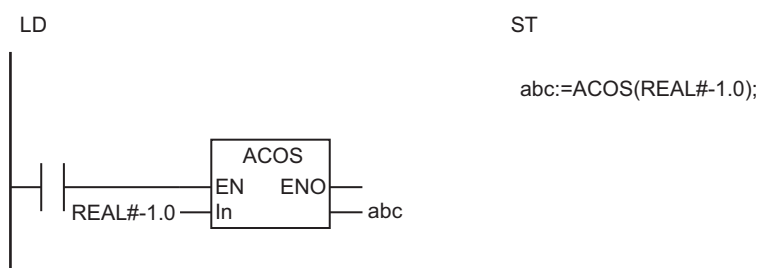 LD
ST
abc:=ACOS(REAL#-1.0);
ACOS
EN ENO
REAL#-1.0 In abc